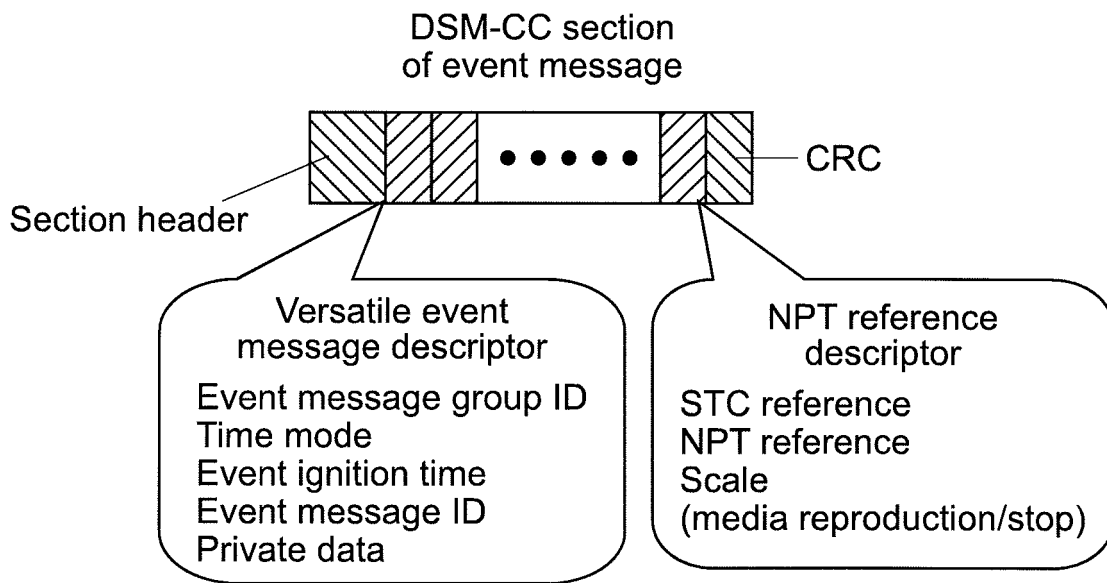 DSM-CC section
of event message
CRC
Section header
Versatile event
message descriptor
Event message group ID
Time mode
Event ignition time
Event message ID
Private data
NPT reference
descriptor
STC reference
NPT reference
Scale
(media reproduction/stop)